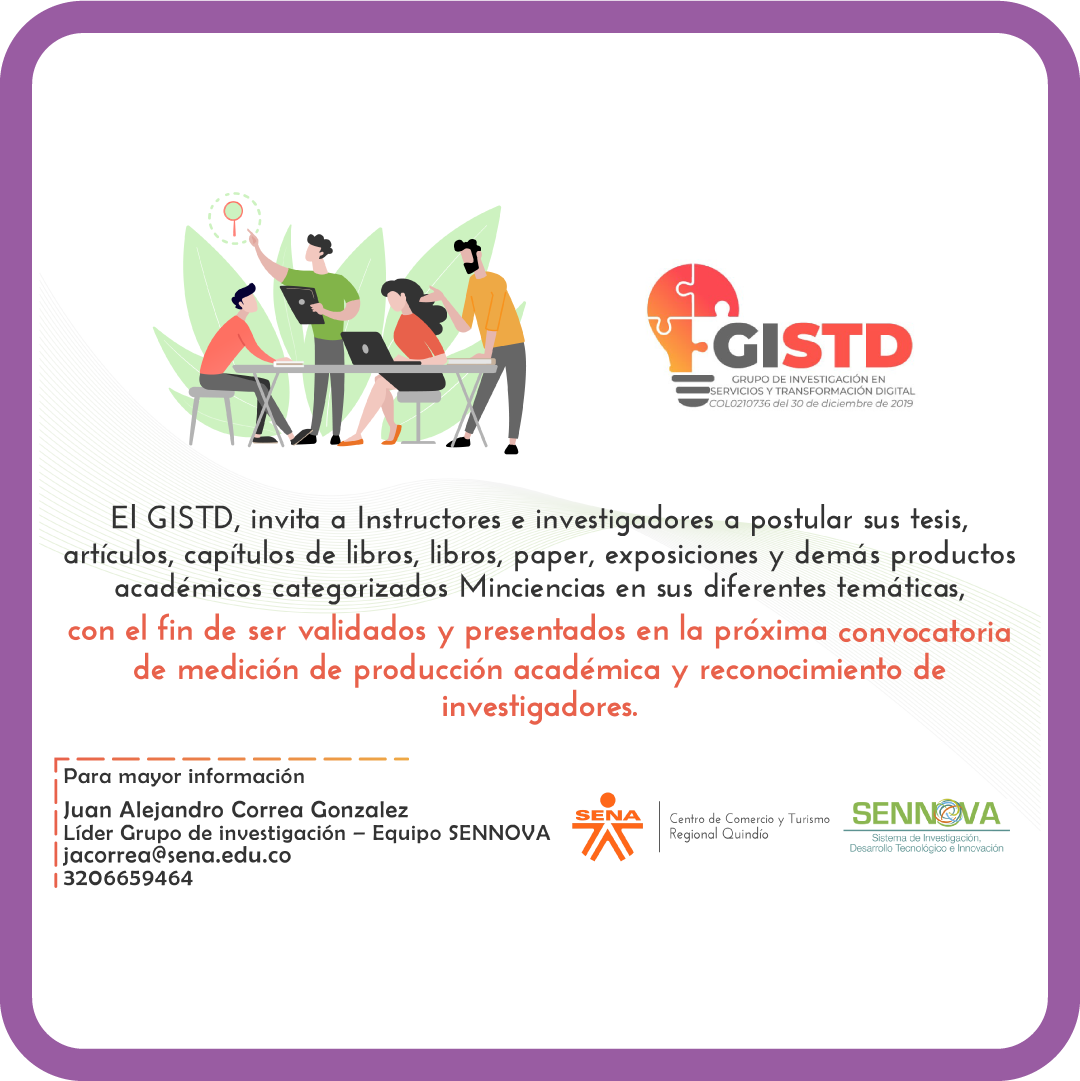 GISTD
GRUPO DE INVESTIGACIÓN EN
SERVICIOS Y TRANSFORMACIÓN DIGITAL
COL0210736 del 30 de diciembre de 2019
El GISTD, invita a Instructores e investigadores a postular sus tesis,
artículos, capítulos de libros, libros, paper, exposiciones y demás productos
académicos categorizados Minciencias en sus diferentes temáticas,
con el fin de ser validados y presentados en la próxima convocatoria
de medición de producción académica y reconocimiento de
investigadores.
Para mayor información
Juan Alejandro Correa Gonzalez
Líder Grupo de investigación – Equipo SENNOVA
jacorrea@sena.edu.co
3206659464
SENA
Centro de Comercio y Turismo
Regional Quindío
SENNOVA
Sistema de Investigación,
Desarrollo Tecnológico e Innovación